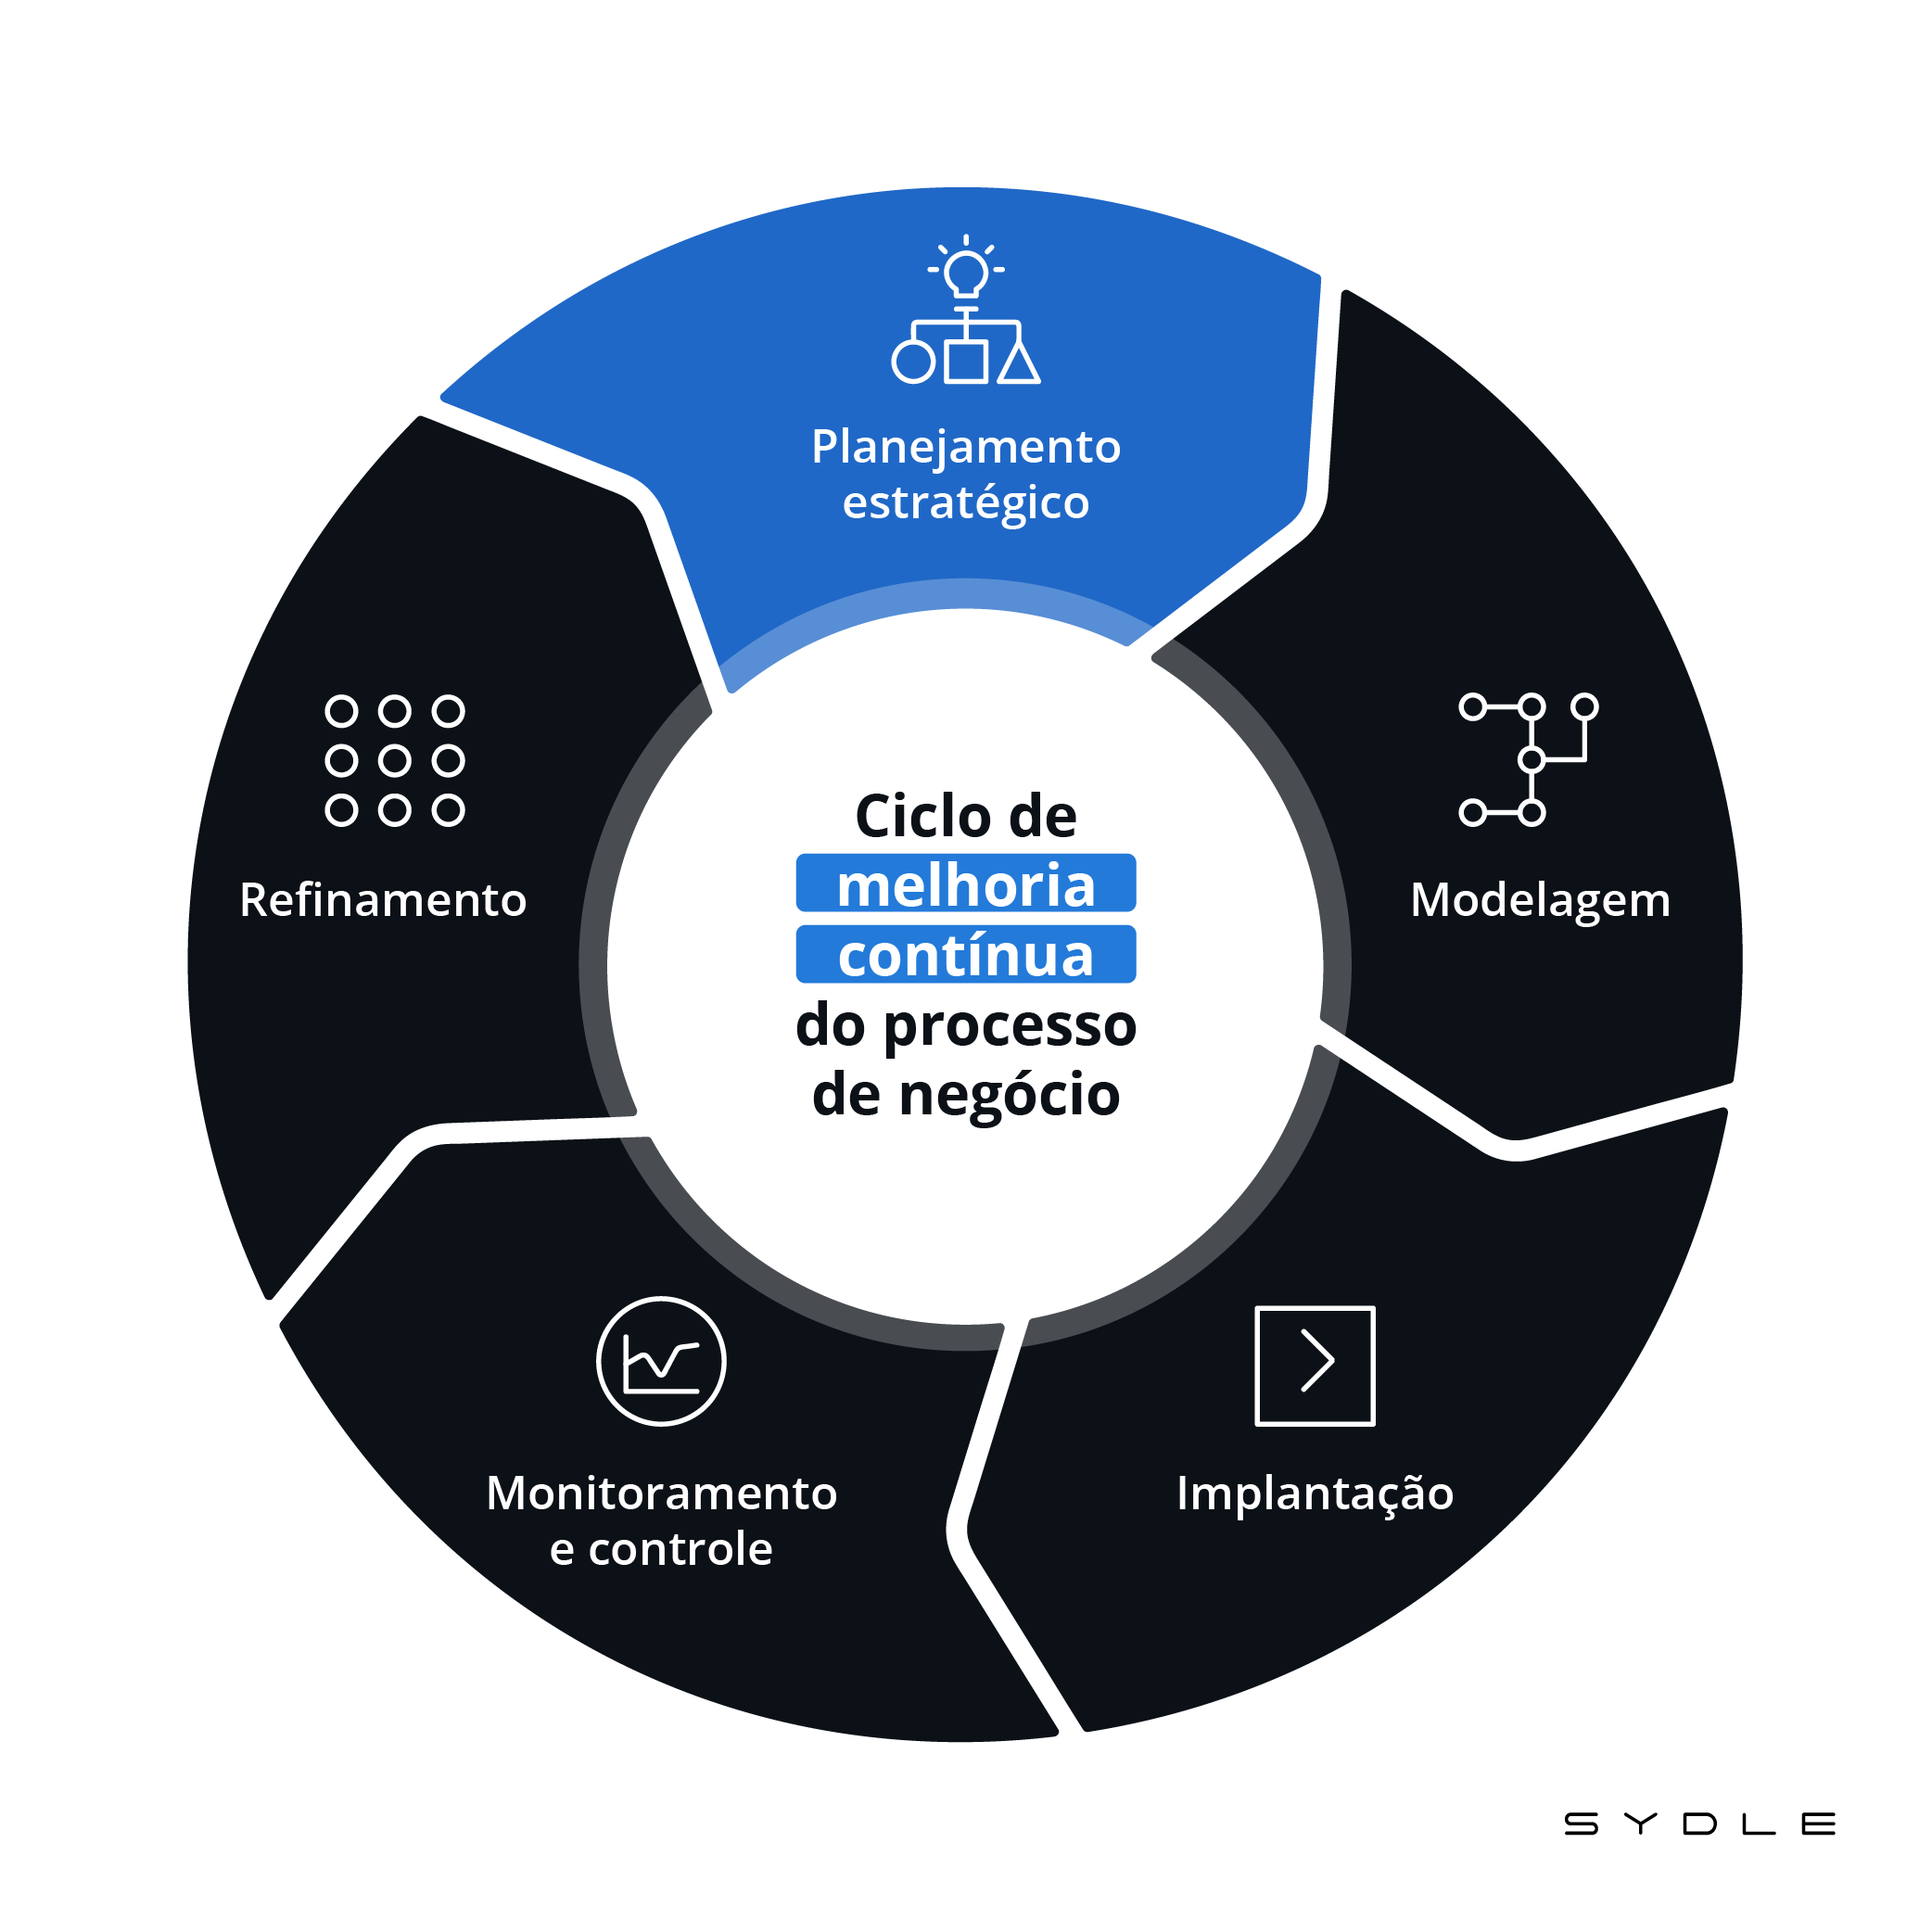 Planejamento
estratégico
Modelagem
Implantação
Monitoramento
e controle
Refinamento
Ciclo de
melhoria
contínua
do processo
de negócio
SYDLE